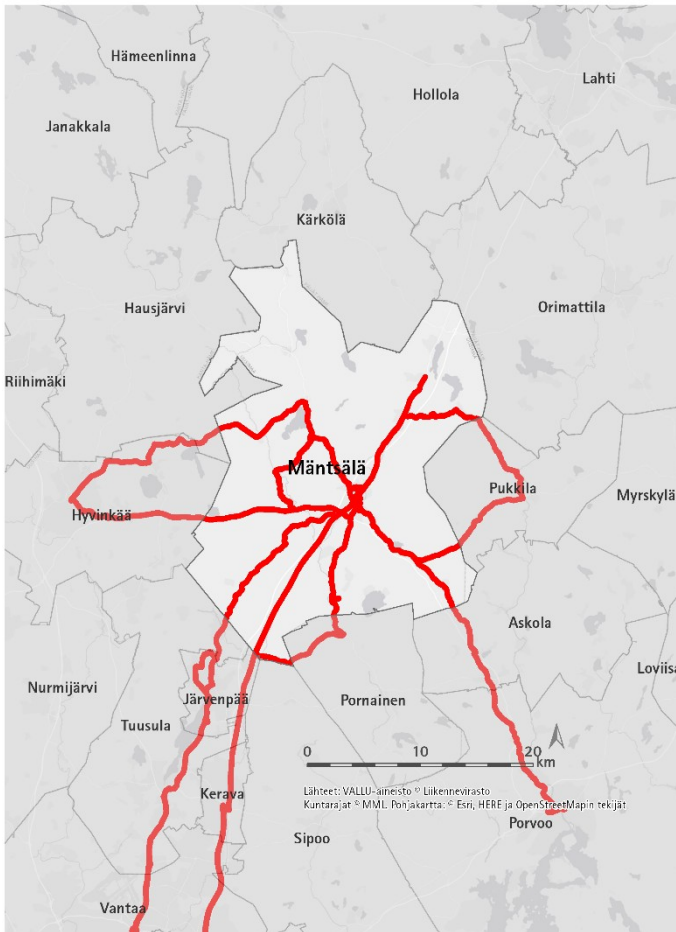 Hämeenlinna
Lahti
Hollola
Janakkala
Kärkölä
Hausjärvi
Orimattila
Riihimäki
Mäntsälä
Pukkila
Myrskylä
Hyvinkää
Askola
Loviisa
Nurmijärvi
Järvenpää
Pornainen
Tuusula
0 10 20
km
Kerava
Lähteet: VALLU-aineisto © Liikennevirasto
Kuntarajat © MML. Pohjakartta: © Esri, HERE ja OpenStreetMapin tekijät
Porvoo
Sipoo
Vantaa